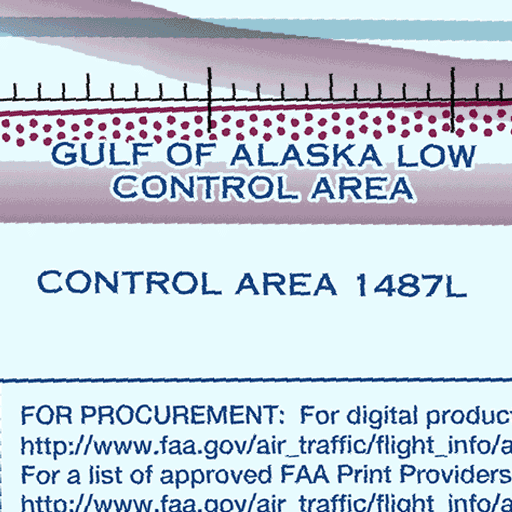 GULF OF ALASKA LOW
CONTROL AREA
CONTROL AREA 1487L
FOR PROCUREMENT: For digital produc
http://www.faa.gov/air_traffic/flight_info/a
For a list of approved FAA Print Providers
http://www.faa.gov/air_traffic/flight_info/a